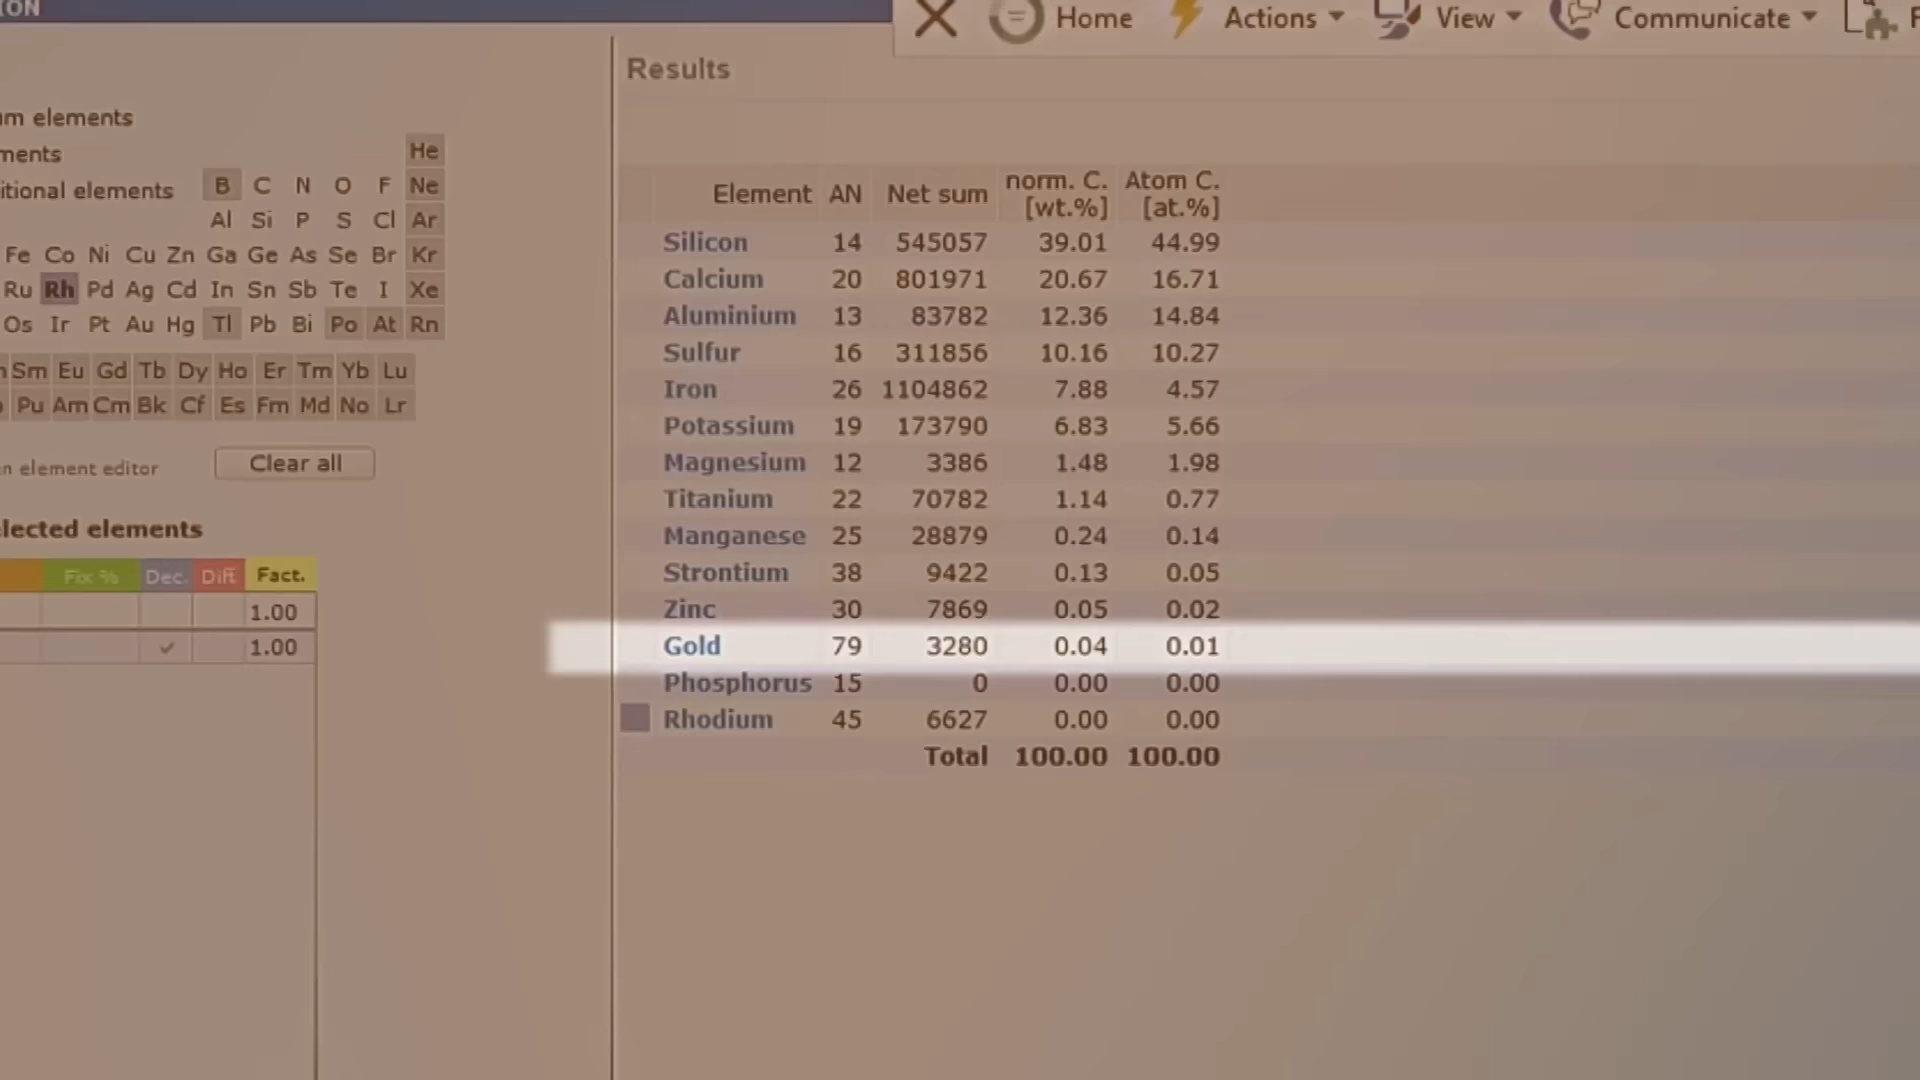 ION
Home Actions View Communicate F
Results
um elements
ments
itional elements
He
B C N O F Ne
Al Si P S Cl Ar
Fe Co Ni Cu Zn Ga Ge As Se Br Kr
Ru Rh Pd Ag Cd In Sn Sb Te I Xe
Os Ir Pt Au Hg Tl Pb Bi Po At Rn
Sm Eu Gd Tb Dy Ho Er Tm Yb Lu
Pu Am Cm Bk Cf Es Fm Md No Lr
n element editor Clear all
lected elements
Fix % Dec. Diff. Fact.
1.00
1.00
Element AN Net sum norm. C. [wt.%] Atom C. [at.%]
Silicon 14 545057 39.01 44.99
Calcium 20 801971 20.67 16.71
Aluminium 13 83782 12.36 14.84
Sulfur 16 311856 10.16 10.27
Iron 26 1104862 7.88 4.57
Potassium 19 173790 6.83 5.66
Magnesium 12 3386 1.48 1.98
Titanium 22 70782 1.14 0.77
Manganese 25 28879 0.24 0.14
Strontium 38 9422 0.13 0.05
Zinc 30 7869 0.05 0.02
Gold 79 3280 0.04 0.01
Phosphorus 15 0 0.00 0.00
Rhodium 45 6627 0.00 0.00
Total 100.00 100.00